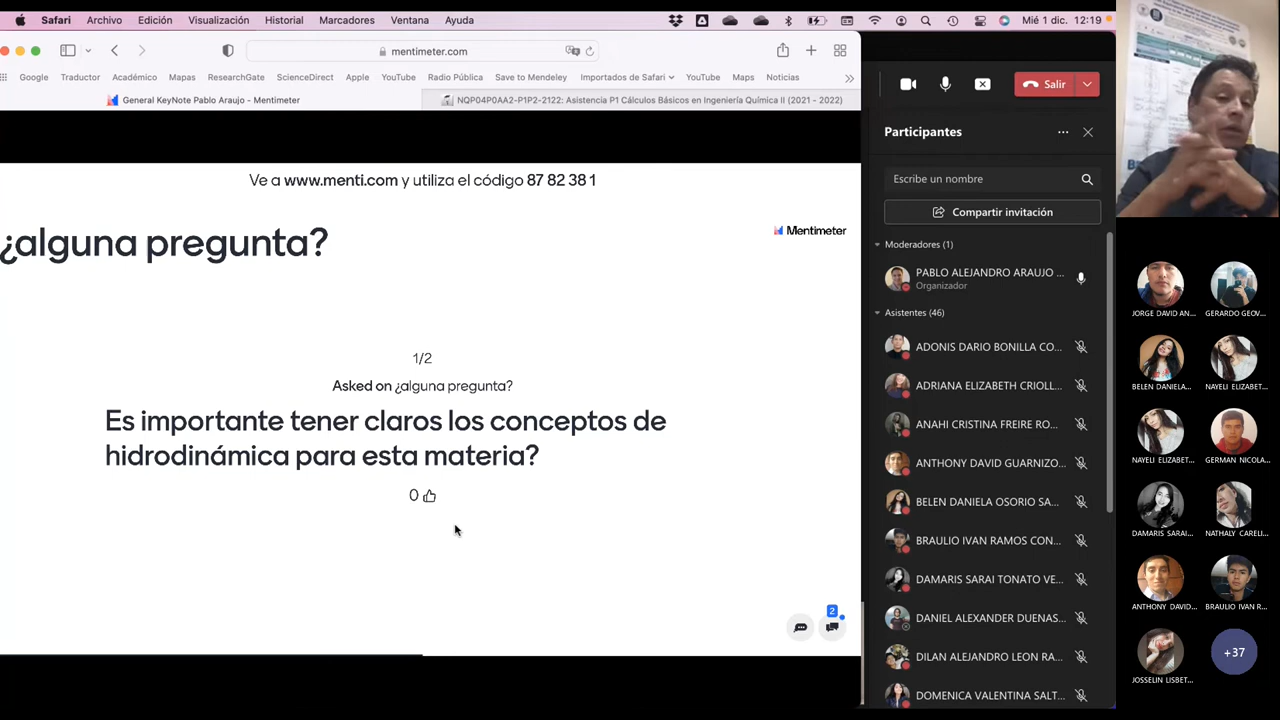 Safari Archivo Edición Visualización Historial Marcadores Ventana Ayuda
Mié 1 dic. 12:19
mentimeter.com
Google Traductor Académico Mapas ResearchGate ScienceDirect Apple YouTube Radio Pública Save to Mendeley Importados de Safari YouTube Maps Noticias
General KeyNote Pablo Araujo - Mentimeter
NQP04P0AA2-P1P2-2122: Asistencia P1 Cálculos Básicos en Ingeniería Química II (2021 - 2022)
Ve a www.menti.com y utiliza el código 87 82 38 1
¿alguna pregunta?
Mentimeter
1/2
Asked on ¿alguna pregunta?
Es importante tener claros los conceptos de
hidrodinámica para esta materia?
0
2
Salir
Participantes
Escribe un nombre
Compartir invitación
Moderadores (1)
PABLO ALEJANDRO ARAUJO ...
Organizador
Asistentes (46)
ADONIS DARIO BONILLA CO...
ADRIANA ELIZABETH CRIOLL...
ANAHI CRISTINA FREIRE RO...
ANTHONY DAVID GUARNIZO...
BELEN DANIELA OSORIO SA...
BRAULIO IVAN RAMOS CON...
DAMARIS SARAI TONATO VE...
DANIEL ALEXANDER DUENAS...
DILAN ALEJANDRO LEON RA...
DOMENICA VALENTINA SALT...
JORGE DAVID AN...
GERARDO GEOV...
BELEN DANIELA...
NAYELI ELIZABET...
NAYELI ELIZABET...
GERMAN NICOLA...
DAMARIS SARAI...
NATHALY CARELI...
ANTHONY DAVID...
BRAULIO IVAN R...
JOSSELIN LISBET...
+37